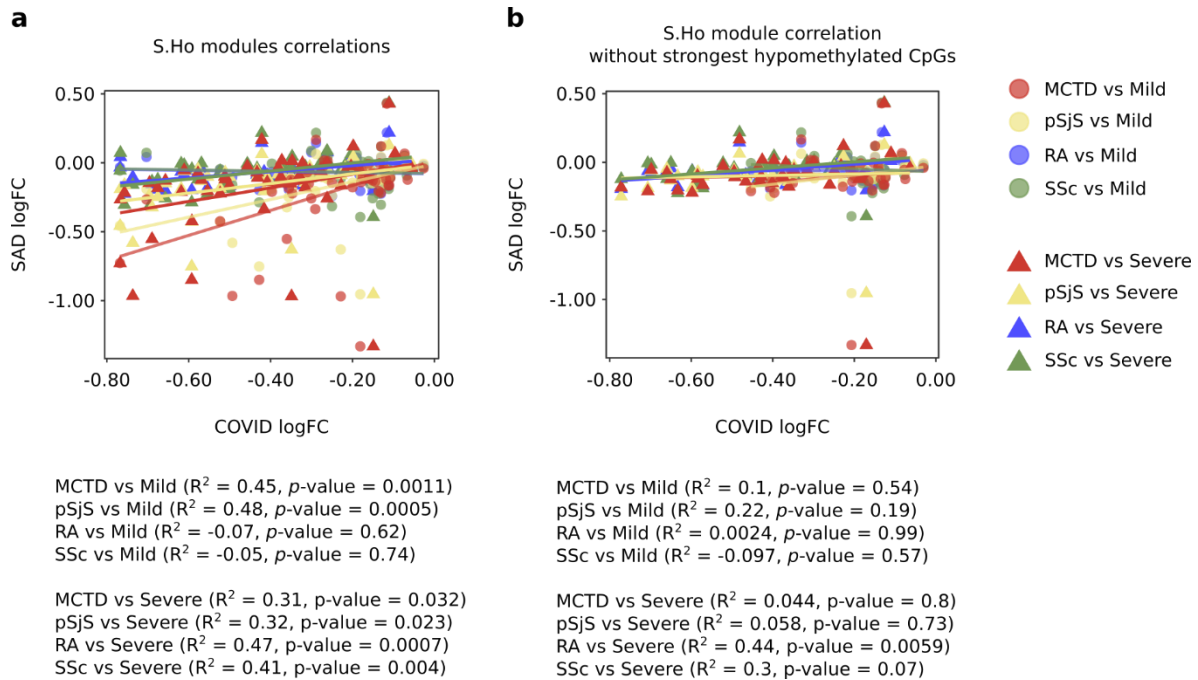 a
S.Ho modules correlations
0.50
0.00
-0.50
-1.00
SAD logFC
-0.80
-0.60
-0.40
-0.20
0.00
COVID logFC
MCTD vs Mild (R² = 0.45, p-value = 0.0011)
pSjS vs Mild (R² = 0.48, p-value = 0.0005)
RA vs Mild (R² = -0.07, p-value = 0.62)
SSc vs Mild (R² = -0.05, p-value = 0.74)
MCTD vs Severe (R² = 0.31, p-value = 0.032)
pSjS vs Severe (R² = 0.32, p-value = 0.023)
RA vs Severe (R² = 0.47, p-value = 0.0007)
SSc vs Severe (R² = 0.41, p-value = 0.004)
b
S.Ho module correlation
without strongest hypomethylated CpGs
0.50
0.00
-0.50
-1.00
SAD logFC
-0.80
-0.60
-0.40
-0.20
0.00
COVID logFC
MCTD vs Mild (R² = 0.1, p-value = 0.54)
pSjS vs Mild (R² = 0.22, p-value = 0.19)
RA vs Mild (R² = 0.0024, p-value = 0.99)
SSc vs Mild (R² = -0.097, p-value = 0.57)
MCTD vs Severe (R² = 0.044, p-value = 0.8)
pSjS vs Severe (R² = 0.058, p-value = 0.73)
RA vs Severe (R² = 0.44, p-value = 0.0059)
SSc vs Severe (R² = 0.3, p-value = 0.07)
MCTD vs Mild
pSjS vs Mild
RA vs Mild
SSc vs Mild
MCTD vs Severe
pSjS vs Severe
RA vs Severe
SSc vs Severe